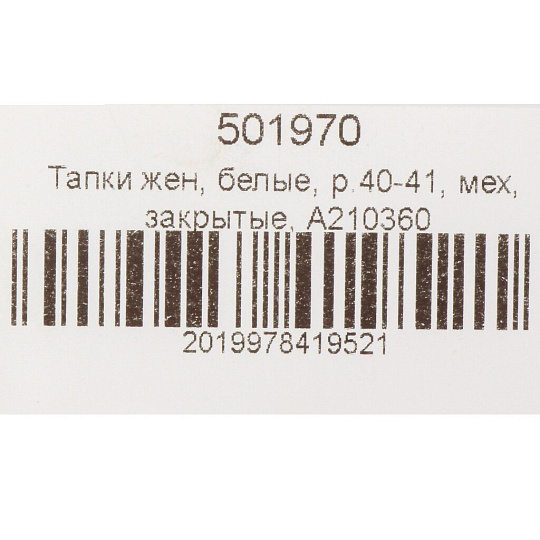 501970
Тапки жен, белые, р.40-41, мех,
закрытые, А210360
2019978419521